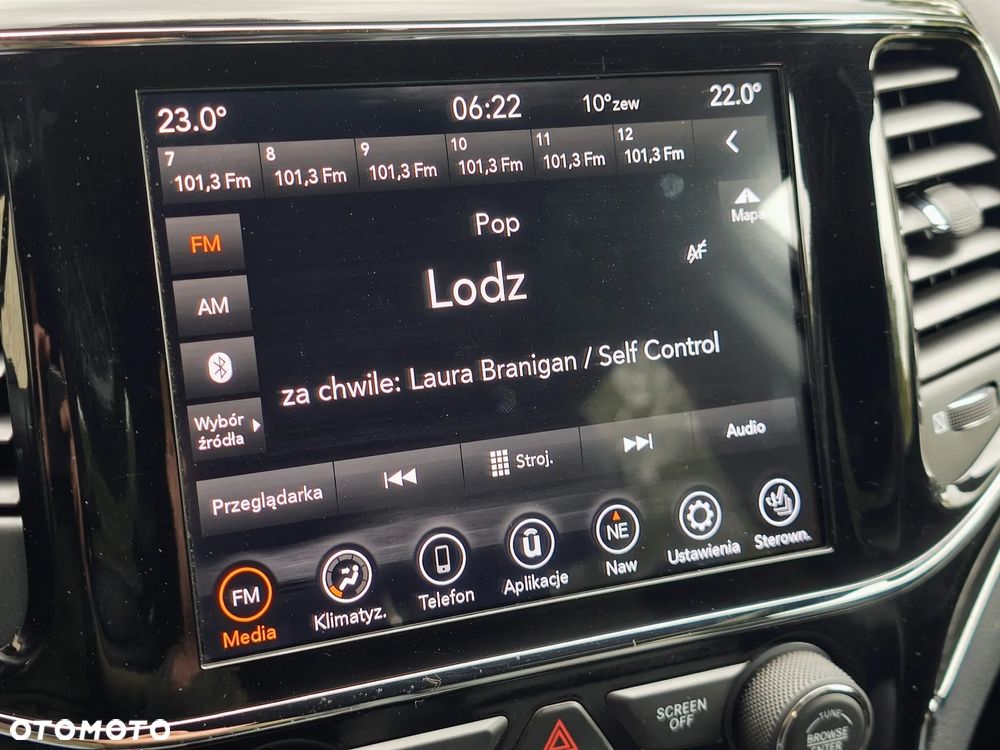 23.0°
06:22
10°zew
22.0°
7
101,3 Fm
8
101,3 Fm
9
101,3 Fm
10
101,3 Fm
11
101,3 Fm
12
101,3 Fm
Mapa
FM
Pop
AF
AM
Lodz
za chwile: Laura Branigan / Self Control
Wybór
źródła
Przeglądarka
Stroj.
Audio
FM
Media
Klimatyz.
Telefon
Aplikacje
NE
Naw
Ustawienia
Sterown.
SCREEN
OFF
TUNE
BROWSE
OTOMOTO